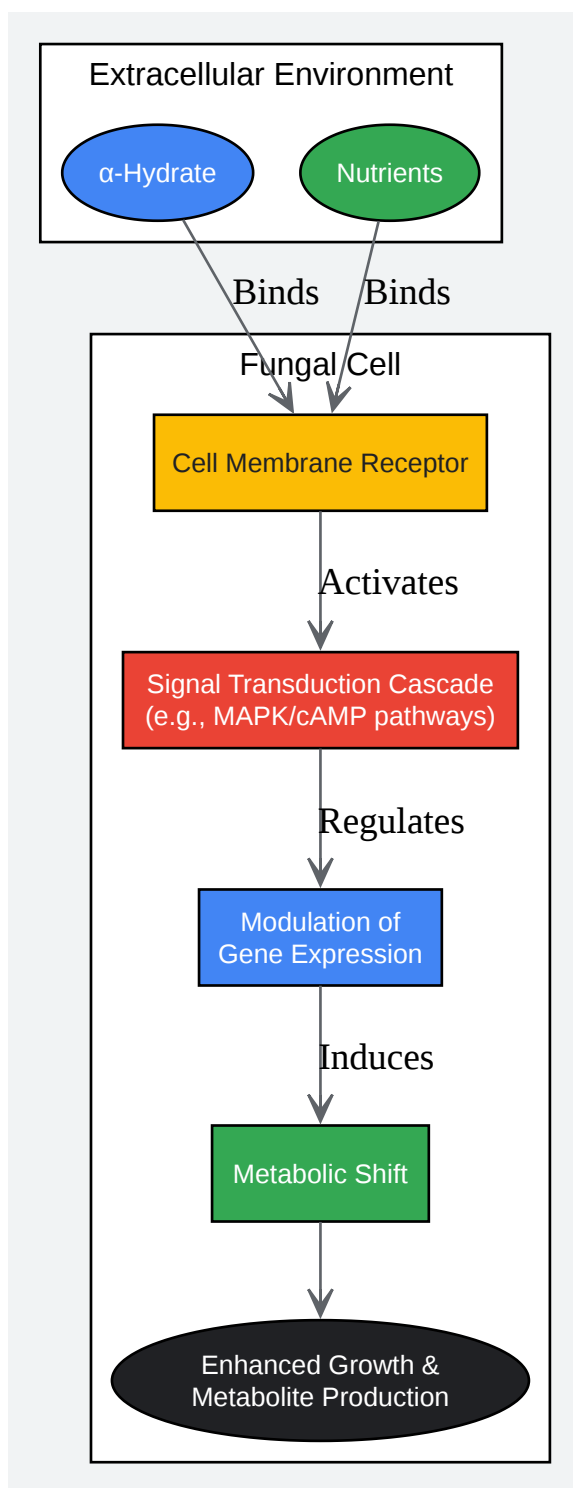 Extracellular Environment
α-Hydrate
Nutrients
Binds
Binds
Fungal Cell
Cell Membrane Receptor
Activates
Signal Transduction Cascade
(e.g., MAPK/cAMP pathways)
Regulates
Modulation of
Gene Expression
Induces
Metabolic Shift
Enhanced Growth &
Metabolite Production